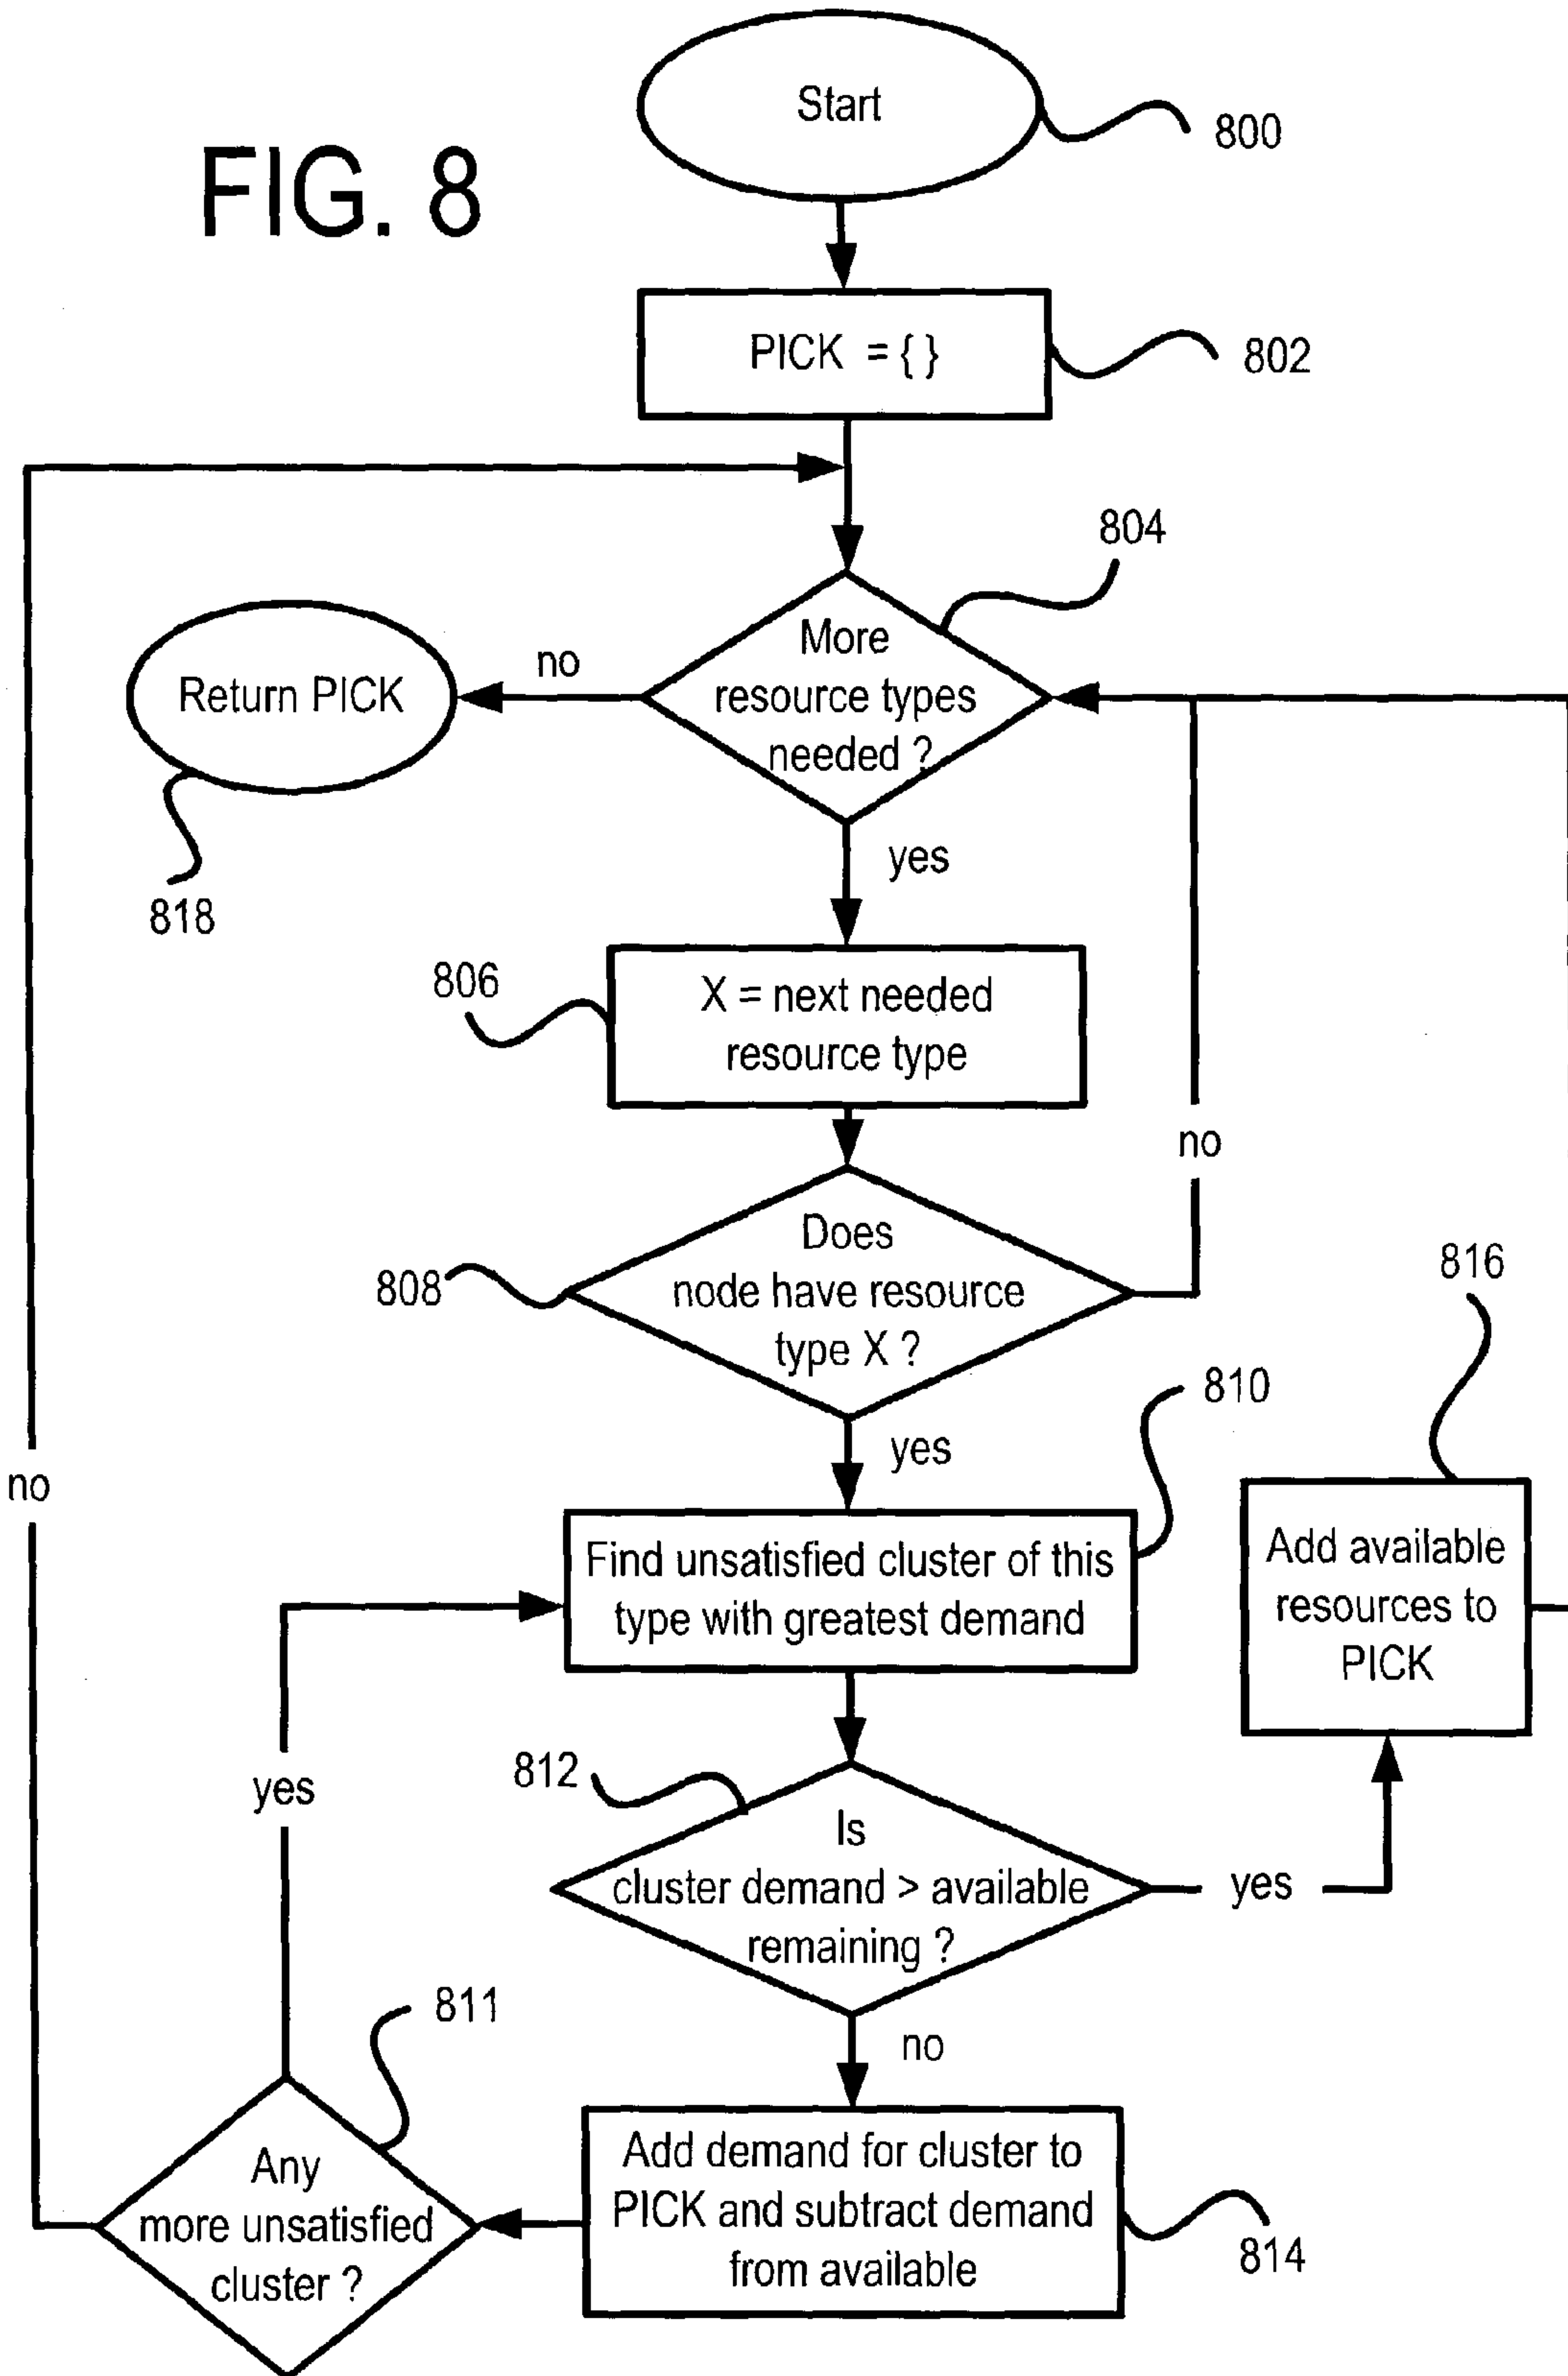 FIG. 8
Start
800
PICK = { }
802
804
More
resource types
needed ?
no
Return PICK
818
yes
806
X = next needed
resource type
no
Does
node have resource
type X ?
808
816
810
yes
no
Find unsatisfied cluster of this
type with greatest demand
Add available
resources to
PICK
yes
812
Is
cluster demand > available
remaining ?
yes
811
no
Any
more unsatisfied
cluster ?
Add demand for cluster to
PICK and subtract demand
from available
814